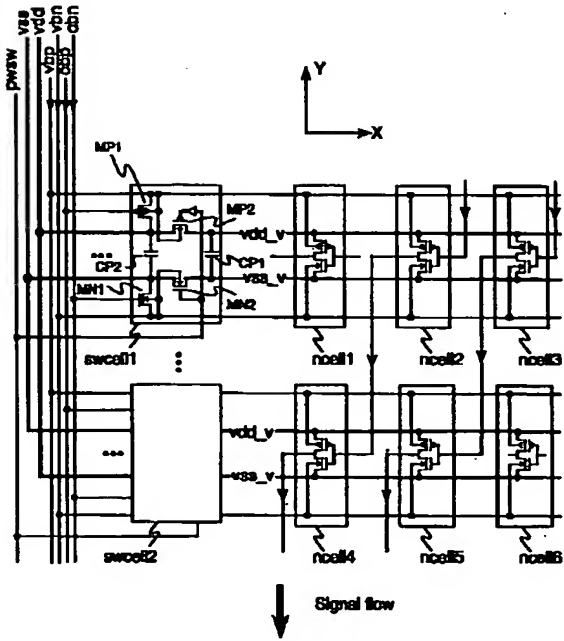 pwsw vss vdd vbp vbn cbp cbn
Y
X
MP1
MP2
vdd_v
CP2
CP1
vss_v
MN1
MN2
swcell1
ncell1
ncell2
ncell3
vdd_v
vss_v
swcell2
ncell4
ncell5
ncell6
Signal flow